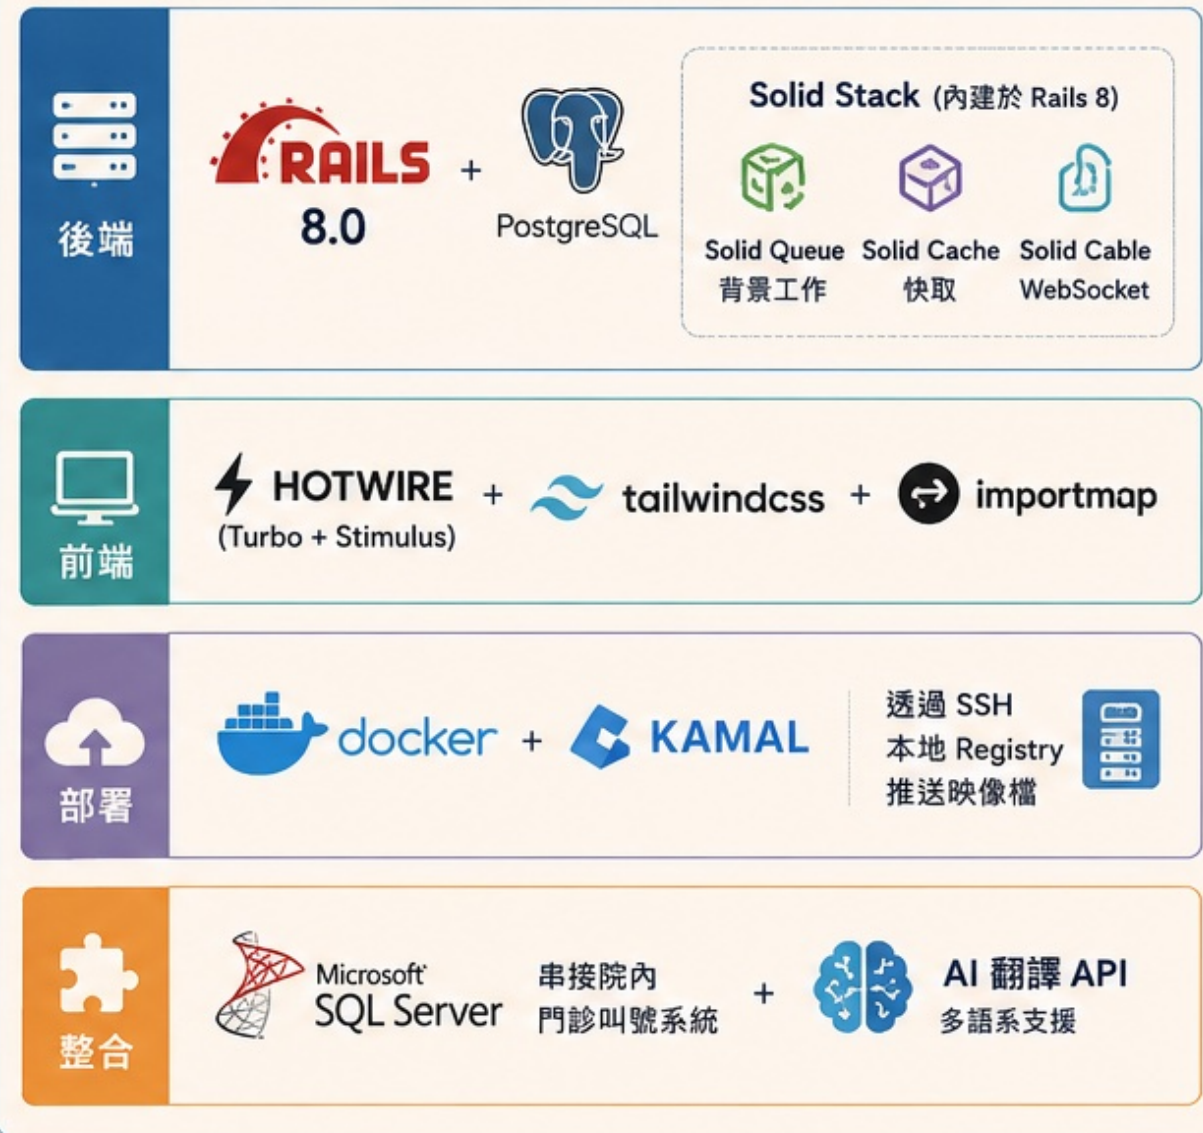 後端
RAILS
8.0
+
PostgreSQL
Solid Stack (內建於 Rails 8)
Solid Queue
背景工作
Solid Cache
快取
Solid Cable
WebSocket
前端
HOTWIRE
(Turbo + Stimulus)
+
tailwindcss
+
importmap
部署
docker
+
KAMAL
透過 SSH
本地 Registry
推送映像檔
整合
Microsoft
SQL Server
串接院內
門診叫號系統
+
AI 翻譯 API
多語系支援